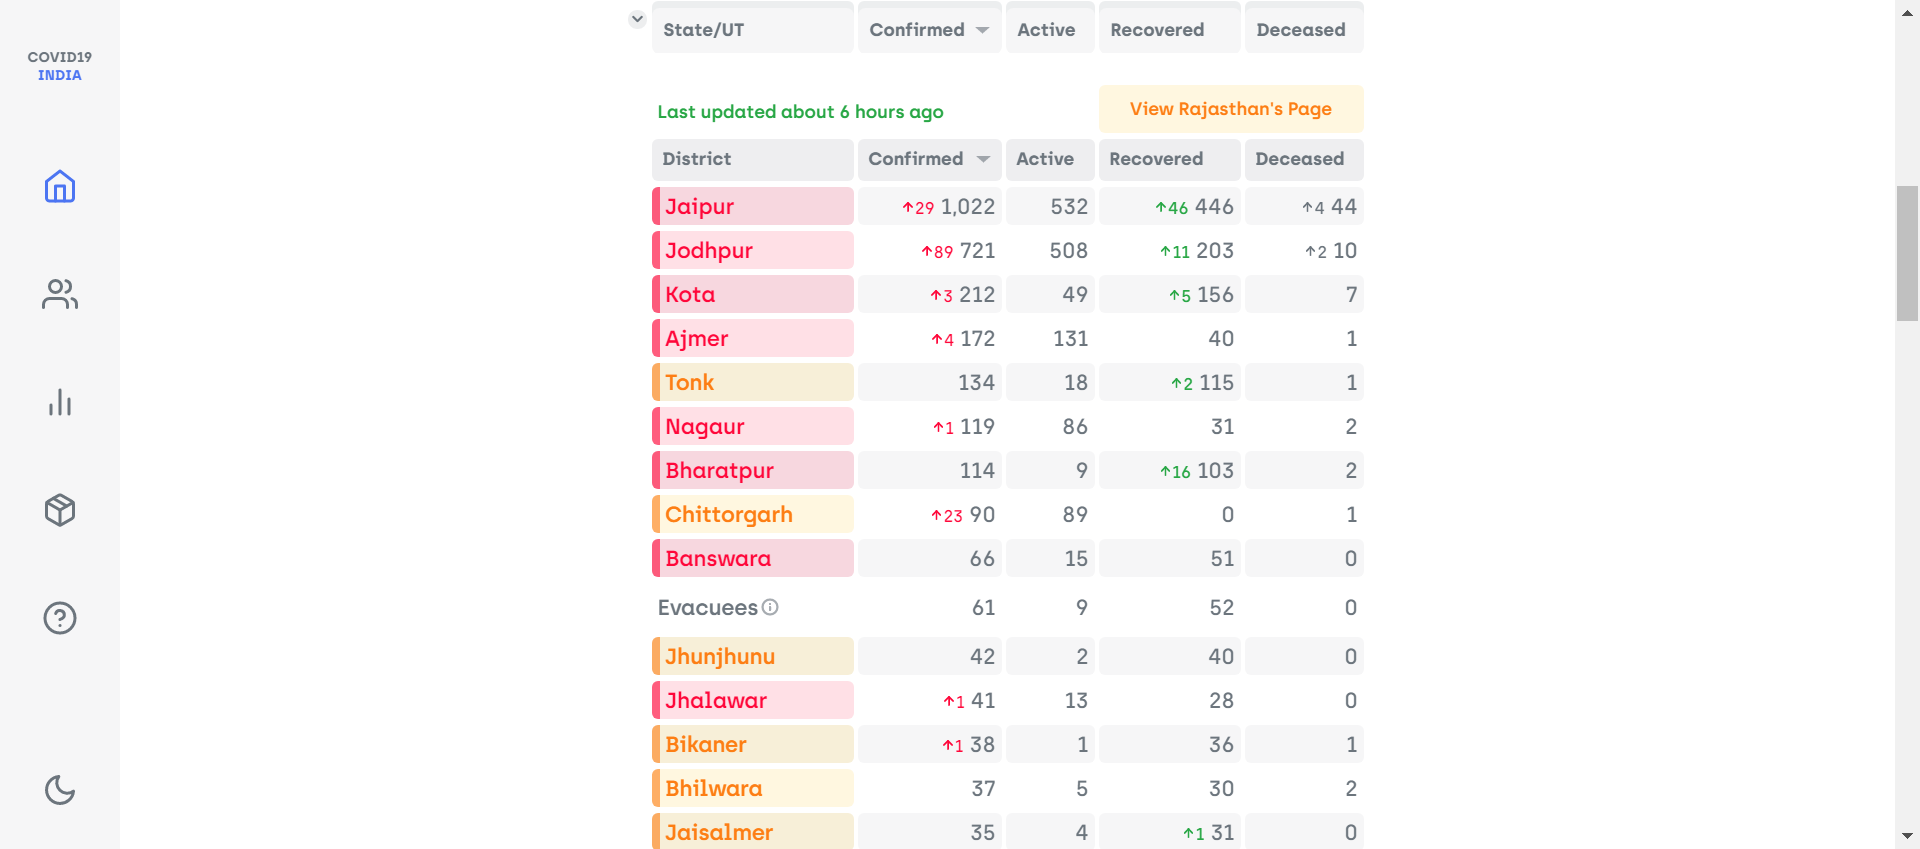 COVID19
INDIA
State/UT Confirmed Active Recovered Deceased
Last updated about 6 hours ago View Rajasthan's Page
District Confirmed Active Recovered Deceased
Jaipur ↑29 1,022 532 ↑46 446 ↑4 44
Jodhpur ↑89 721 508 ↑11 203 ↑2 10
Kota ↑3 212 49 ↑5 156 7
Ajmer ↑4 172 131 40 1
Tonk 134 18 ↑2 115 1
Nagaur ↑1 119 86 31 2
Bharatpur 114 9 ↑16 103 2
Chittorgarh ↑23 90 89 0 1
Banswara 66 15 51 0
Evacuees 61 9 52 0
Jhunjhunu 42 2 40 0
Jhalawar ↑1 41 13 28 0
Bikaner ↑1 38 1 36 1
Bhilwara 37 5 30 2
Jaisalmer 35 4 ↑1 31 0